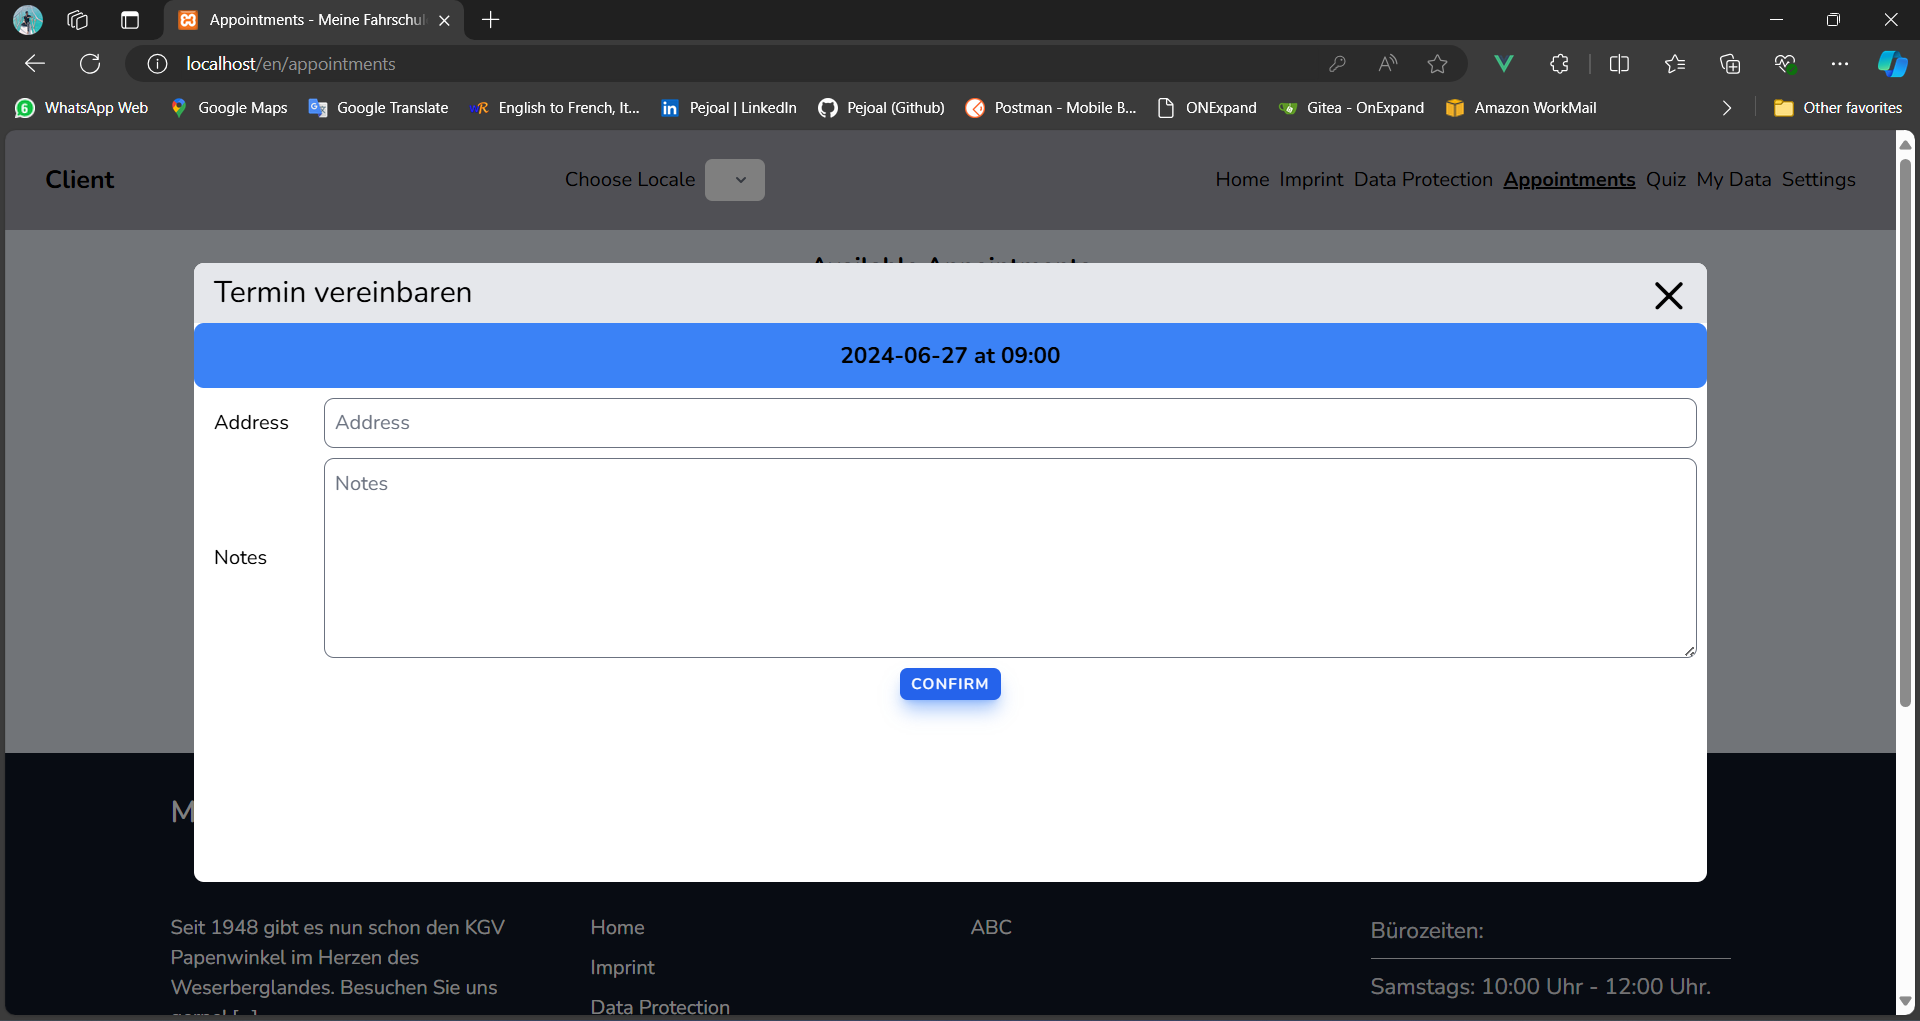 Appointments - Meine Fahrschul
localhost/en/appointments
WhatsApp Web
Google Maps
Google Translate
English to French, It...
Pejoal | LinkedIn
Pejoal (Github)
Postman - Mobile B...
ONExpand
Gitea - OnExpand
Amazon WorkMail
Other favorites
Client
Choose Locale
Home Imprint Data Protection Appointments Quiz My Data Settings
Available Appointments
Termin vereinbaren
2024-06-27 at 09:00
Address
Address
Notes
Notes
CONFIRM
M
Seit 1948 gibt es nun schon den KGV
Papenwinkel im Herzen des
Weserberglandes. Besuchen Sie uns
Home
Imprint
Data Protection
ABC
Bürozeiten:
Samstags: 10:00 Uhr - 12:00 Uhr.